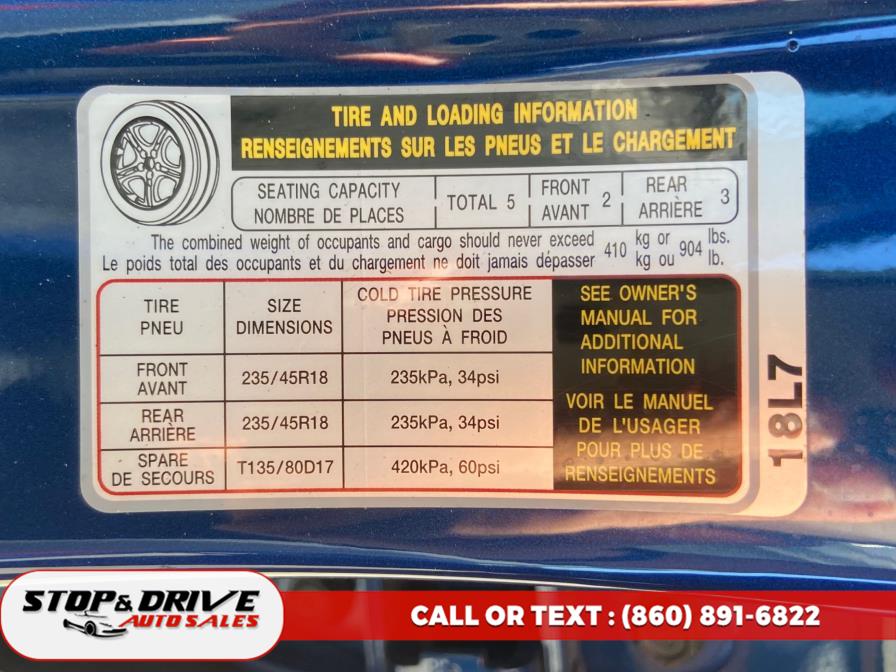 TIRE AND LOADING INFORMATION
RENSEIGNEMENTS SUR LES PNEUS ET LE CHARGEMENT
SEATING CAPACITY
NOMBRE DE PLACES
TOTAL 5
FRONT
AVANT 2
REAR
ARRIÈRE 3
The combined weight of occupants and cargo should never exceed 410 kg or 904 lbs.
Le poids total des occupants et du chargement ne doit jamais dépasser kg ou lb.
TIRE
PNEU
SIZE
DIMENSIONS
COLD TIRE PRESSURE
PRESSION DES
PNEUS À FROID
FRONT
AVANT
235/45R18
235kPa, 34psi
REAR
ARRIÈRE
235/45R18
235kPa, 34psi
SPARE
DE SECOURS
T135/80D17
420kPa, 60psi
SEE OWNER'S
MANUAL FOR
ADDITIONAL
INFORMATION
VOIR LE MANUEL
DE L'USAGER
POUR PLUS DE
RENSEIGNEMENTS
18L7
STOP & DRIVE
AUTO SALES
CALL OR TEXT : (860) 891-6822